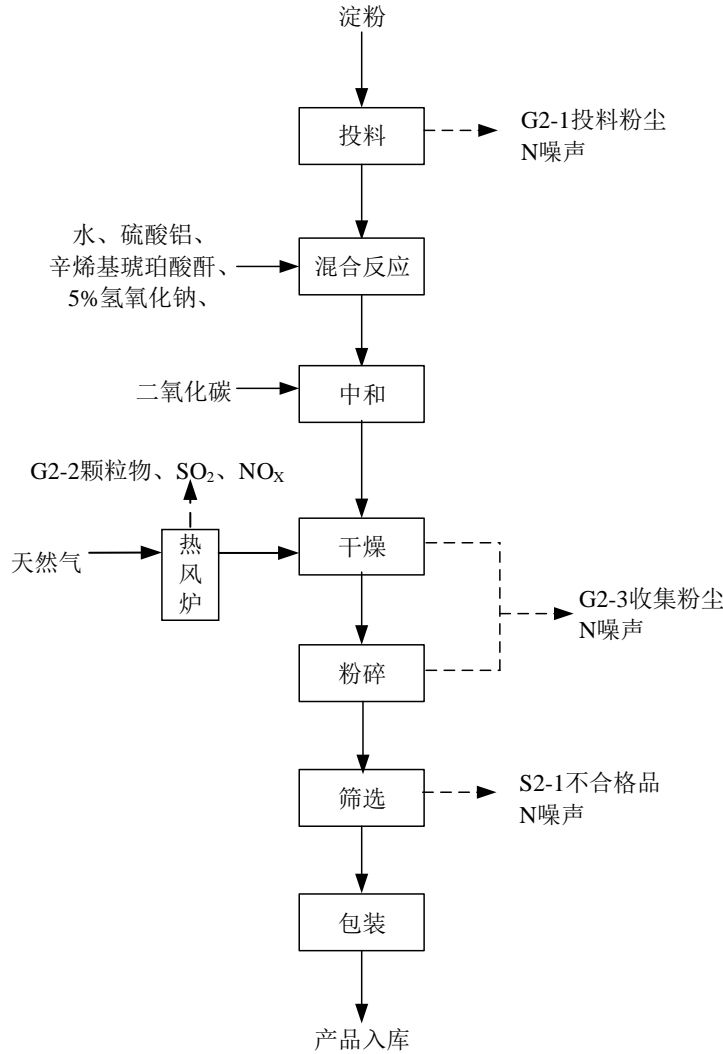 淀粉
投料
G2-1投料粉尘
N噪声
水、硫酸铝、
辛烯基琥珀酸酐、
5%氢氧化钠、
混合反应
二氧化碳
中和
G2-2颗粒物、SO₂、NOₓ
天然气
热
风
炉
干燥
G2-3收集粉尘
N噪声
粉碎
筛选
S2-1不合格品
N噪声
包装
产品入库